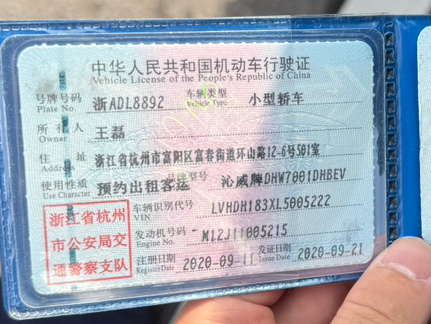 中华人民共和国机动车行驶证
Vehicle License of the People's Republic of China
号牌号码 浙ADL8892 车辆类型 小型轿车
Plate No. Vehicle Type
所有人 王磊
Owner
住址 浙江省杭州市富阳区富春街道环山路12-6号501室
Address
使用性质 预约出租客运 品牌型号 沁威牌DHW7001DHBEV
Use Character
浙江省杭州
市公安局交
通警察支队
车辆识别代号 LVHDH183XL5005222
VIN
发动机号码 M12J11005215
Engine No.
注册日期 2020-09-11 发证日期 2020-09-21
Register Date Issue Date